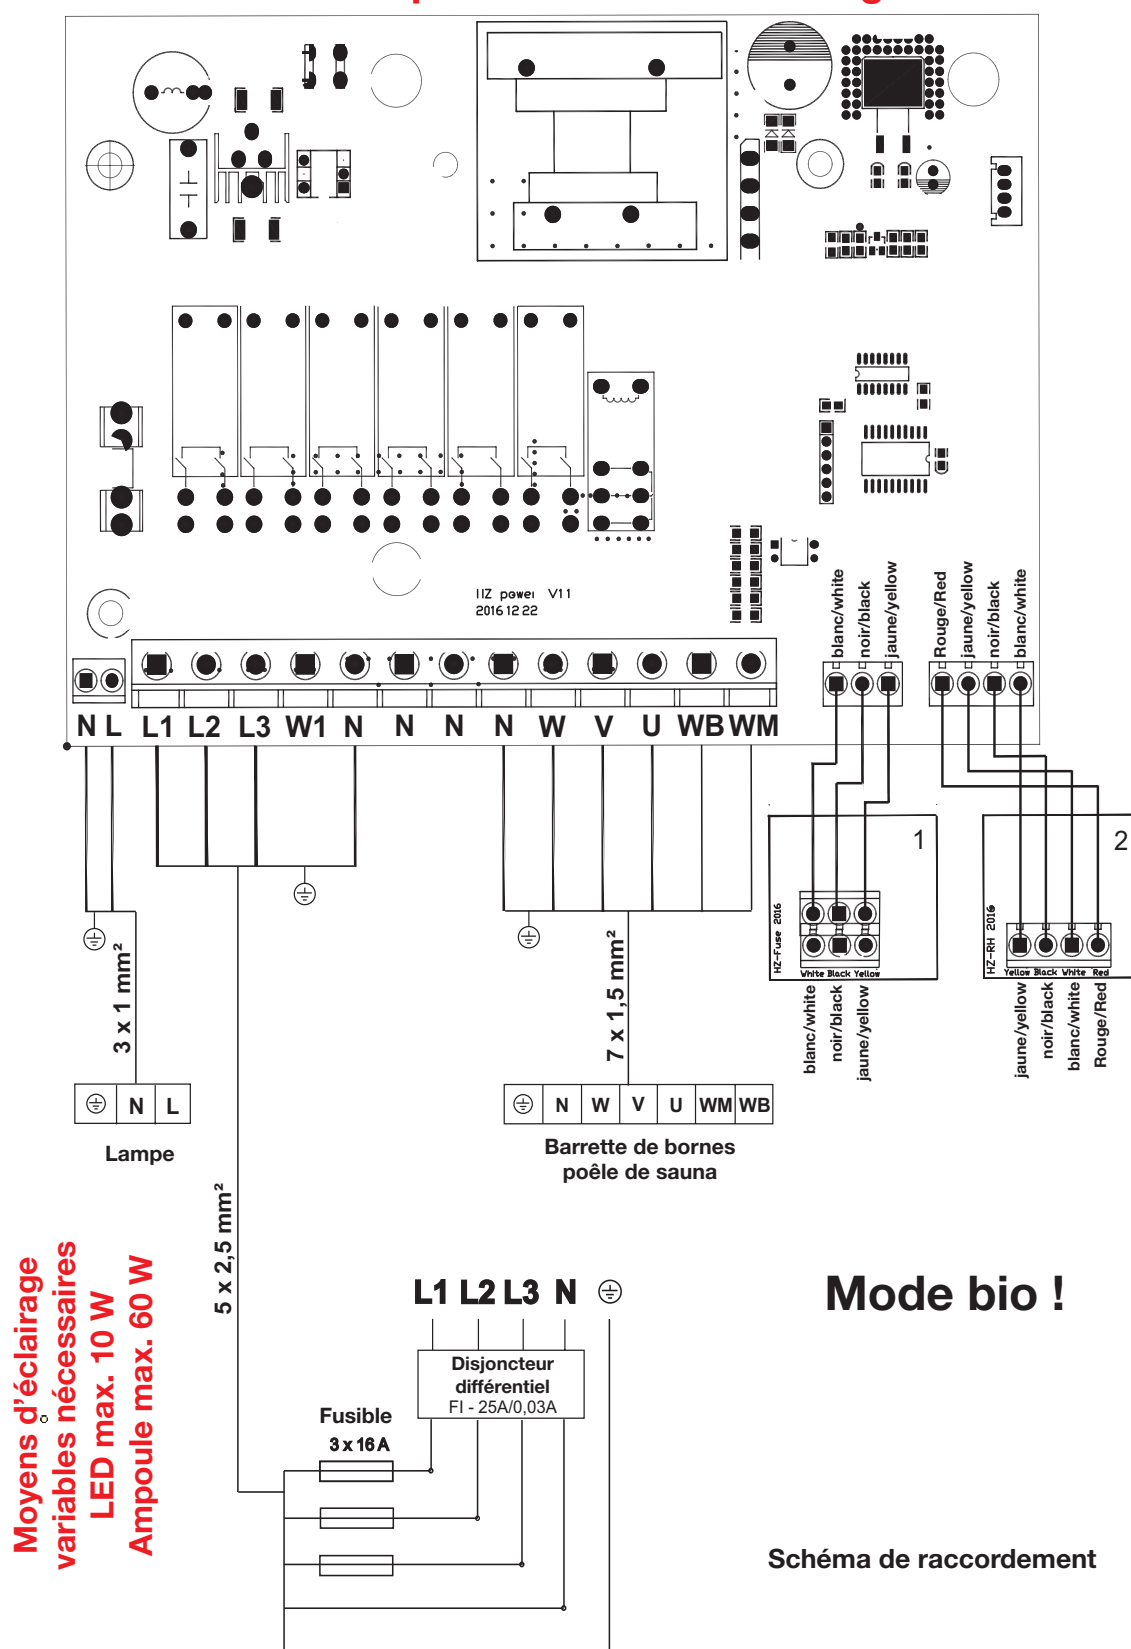 HZ power V11
2016 12 22
blanc/white
noir/black
jaune/yellow
Rouge/Red
jaune/yellow
noir/black
blanc/white
N L L1 L2 L3 W1 N N N N W V U WB WM
1
HZ-Fuse 2016
White Black Yellow
blanc/white
noir/black
jaune/yellow
2
HZ-RH 2016
Yellow Black White Red
jaune/yellow
noir/black
blanc/white
Rouge/Red
3 x 1 mm²
7 x 1,5 mm²
N L
Lampe
N W V U WM WB
Barrette de bornes
poêle de sauna
5 x 2,5 mm²
Moyens d'éclairage
variables nécessaires
LED max. 10 W
Ampoule max. 60 W
L1 L2 L3 N
Disjoncteur
différentiel
FI - 25A/0,03A
Fusible
3 x 16 A
Mode bio !
Schéma de raccordement